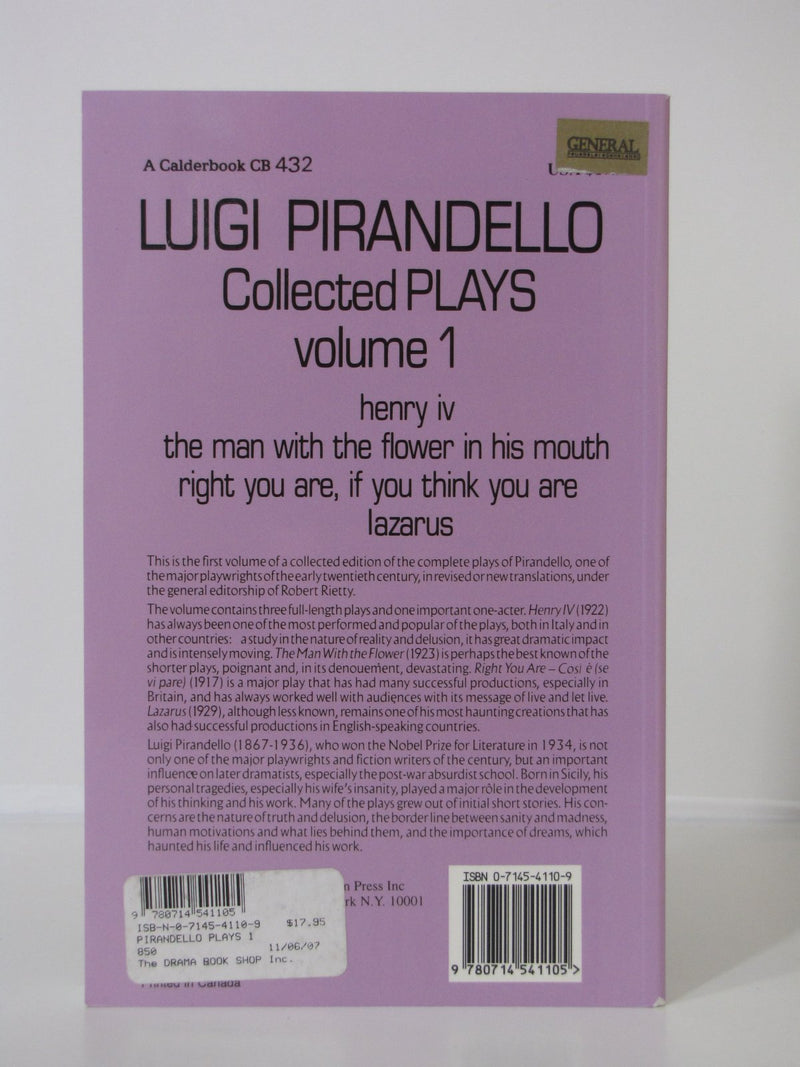 GENERAL
A Calderbook CB 432
LUIGI PIRANDELLO
Collected PLAYS
volume 1
henry iv
the man with the flower in his mouth
right you are, if you think you are
lazarus
This is the first volume of a collected edition of the complete plays of Pirandello, one of
the major playwrights of the early twentieth century, in revised or new translations, under
the general editorship of Robert Rietty.
The volume contains three full-length plays and one important one-acter. Henry IV (1922)
has always been one of the most performed and popular of the plays, both in Italy and in
other countries: a study in the nature of reality and delusion, it has great dramatic impact
and is intensely moving. The Man With the Flower (1923) is perhaps the best known of the
shorter plays, poignant and, in its denouement, devastating. Right You Are – Cosi è (se
vi pare) (1917) is a major play that has had many successful productions, especially in
Britain, and has always worked well with audiences with its message of live and let live.
Lazarus (1929), although less known, remains one of his most haunting creations that has
also had successful productions in English-speaking countries.
Luigi Pirandello (1867-1936), who won the Nobel Prize for Literature in 1934, is not
only one of the major playwrights and fiction writers of the century, but an important
influence on later dramatists, especially the post-war absurdist school. Born in Sicily, his
personal tragedies, especially his wife's insanity, played a major rôle in the development
of his thinking and his work. Many of the plays grew out of initial short stories. His con-
cerns are the nature of truth and delusion, the border line between sanity and madness,
human motivations and what lies behind them, and the importance of dreams, which
haunted his life and influenced his work.
Press Inc
N.Y. 10001
9 780714 541105
ISB-N-0-7145-4110-9 $17.95
PIRANDELLO PLAYS 1
850 11/06/07
The DRAMA BOOK SHOP Inc.
Printed in Canada
ISBN 0-7145-4110-9
9 780714 541105 >